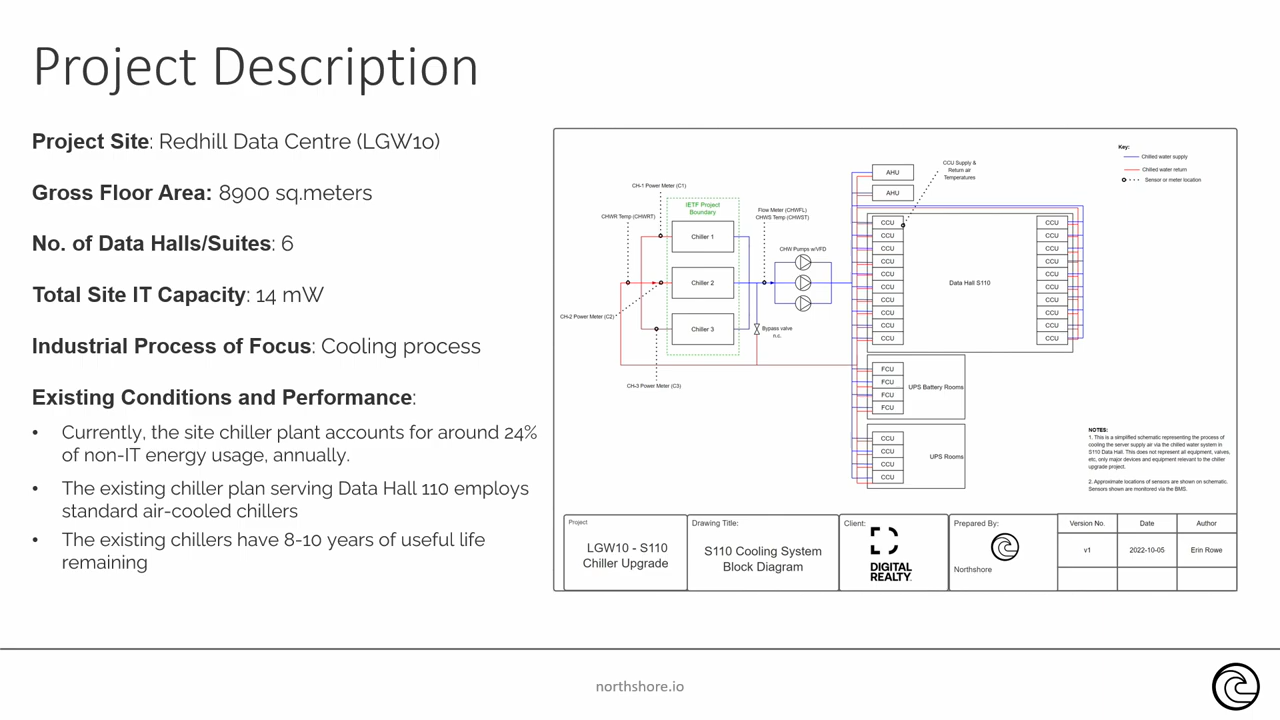 Project Description
Project Site: Redhill Data Centre (LGW10)
Gross Floor Area: 8900 sq.meters
No. of Data Halls/Suites: 6
Total Site IT Capacity: 14 mW
Industrial Process of Focus: Cooling process
Existing Conditions and Performance:
• Currently, the site chiller plant accounts for around 24%
of non-IT energy usage, annually.
• The existing chiller plan serving Data Hall 110 employs
standard air-cooled chillers
• The existing chillers have 8-10 years of useful life
remaining
Key:
Chilled water supply
Chilled water return
Sensor or meter location
CCU Supply &
Return air
Temperatures
AHU
AHU
CH-1 Power Meter (C1)
IETF Project
Boundary
CHWR Temp (CHWRT)
Flow Meter (CHWFL)
CHWS Temp (CHWST)
Chiller 1
CHW Pumps w/VFD
Chiller 2
CH-2 Power Meter (C2)
Chiller 3
Bypass valve
n.o.
CH-3 Power Meter (C3)
CCU
CCU
CCU
CCU
CCU
CCU
CCU
CCU
CCU
CCU
Data Hall S110
CCU
CCU
CCU
CCU
CCU
CCU
CCU
CCU
CCU
CCU
FCU
FCU
FCU
FCU
UPS Battery Rooms
CCU
CCU
CCU
CCU
UPS Rooms
NOTES:
1. This is a simplified schematic representing the process of
cooling the server supply air via the chilled water system in
S110 Data Hall. This does not represent all equipment, valves,
etc, only major devices and equipment relevant to the chiller
upgrade project.
2. Approximate locations of sensors are shown on schematic.
Sensors shown are monitored via the BMS.
Project
LGW10 - S110
Chiller Upgrade
Drawing Title:
S110 Cooling System
Block Diagram
Client:
DIGITAL
REALTY.
Prepared By:
Northshore
Version No. Date Author
v1 2022-10-05 Erin Rowe
northshore.io